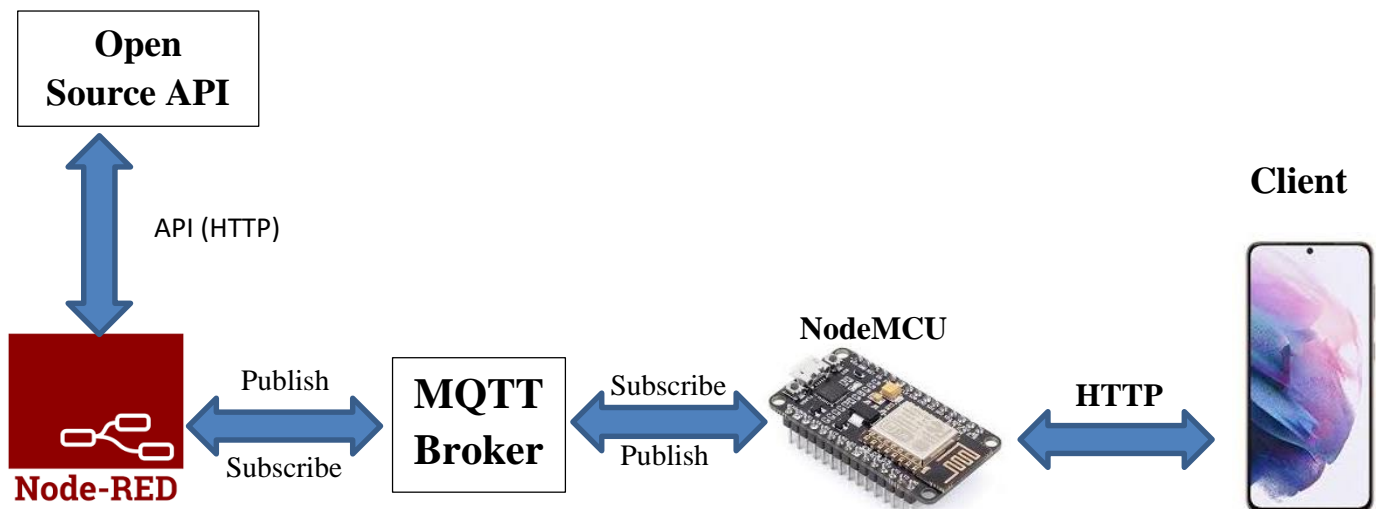 Open
Source API
API (HTTP)
Client
NodeMCU
Publish
Subscribe
MQTT
Broker
Subscribe
Publish
HTTP
Node-RED